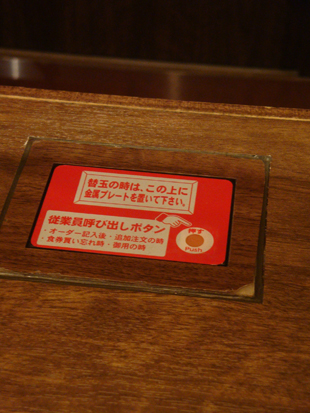 替玉の時は、この上に
金属プレートを置いて下さい。
従業員呼び出しボタン
・オーダー記入後・追加注文の時
・食券買い忘れ時・御用の時
押す
Push